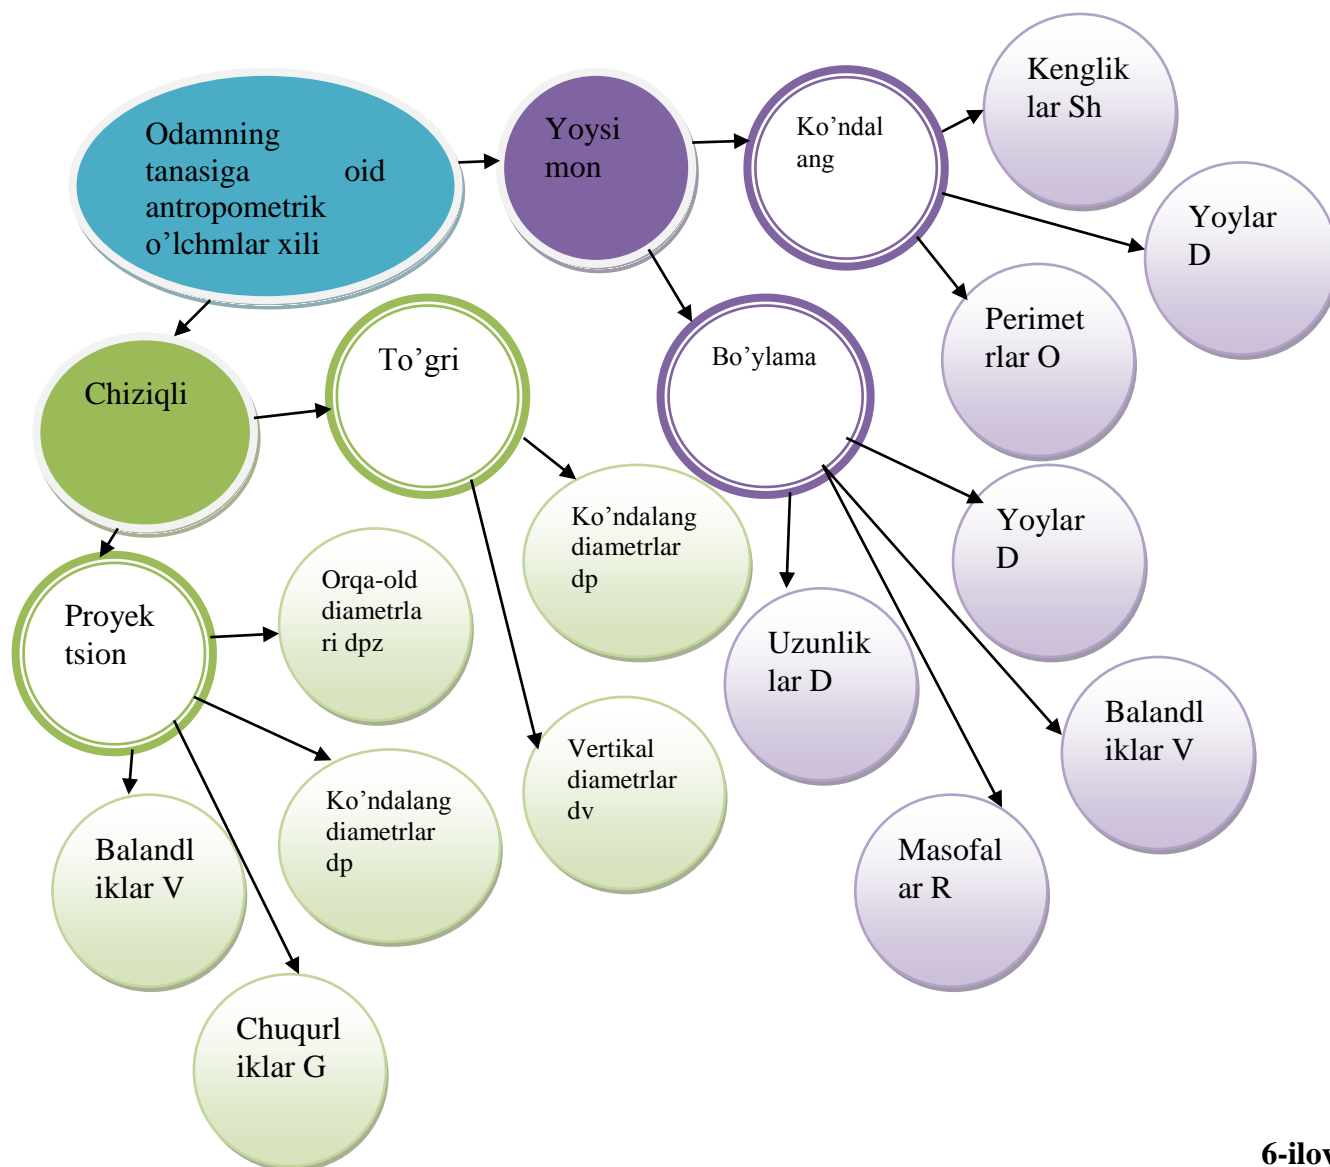 Odamning
tanasiga oid
antropometrik
o’lchmlar xili
Yoysi
mon
Ko’ndal
ang
Kenglik
lar Sh
Yoylar
D
Perimet
rlar O
Chiziqli
To’gri
Bo’ylama
Ko’ndalang
diametrlar
dp
Yoylar
D
Orqa-old
diametrla
ri dpz
Proyek
tsion
Uzunlik
lar D
Balandl
iklar V
Vertikal
diametrlar
dv
Ko’ndalang
diametrlar
dp
Balandl
iklar V
Masofal
ar R
Chuqurl
iklar G
6-ilov